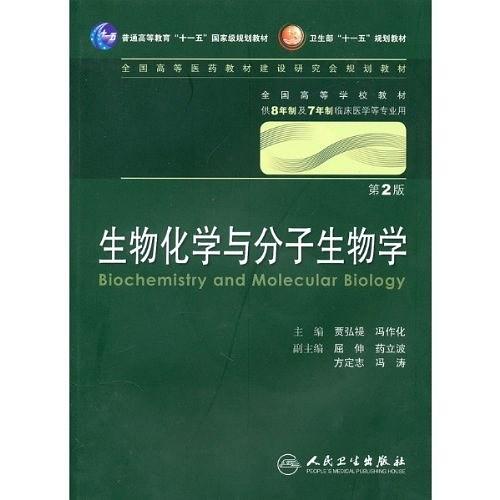 普通高等教育“十一五”国家级规划教材 卫生部“十一五”规划教材
全国高等医药教材建设研究会规划教材
全国高等学校教材
供8年制及7年制临床医学等专业用
第2版
生物化学与分子生物学
Biochemistry and Molecular Biology
主 编 贾弘禔 冯作化
副主编 屈 伸 药立波
方定志 冯 涛
人民卫生出版社